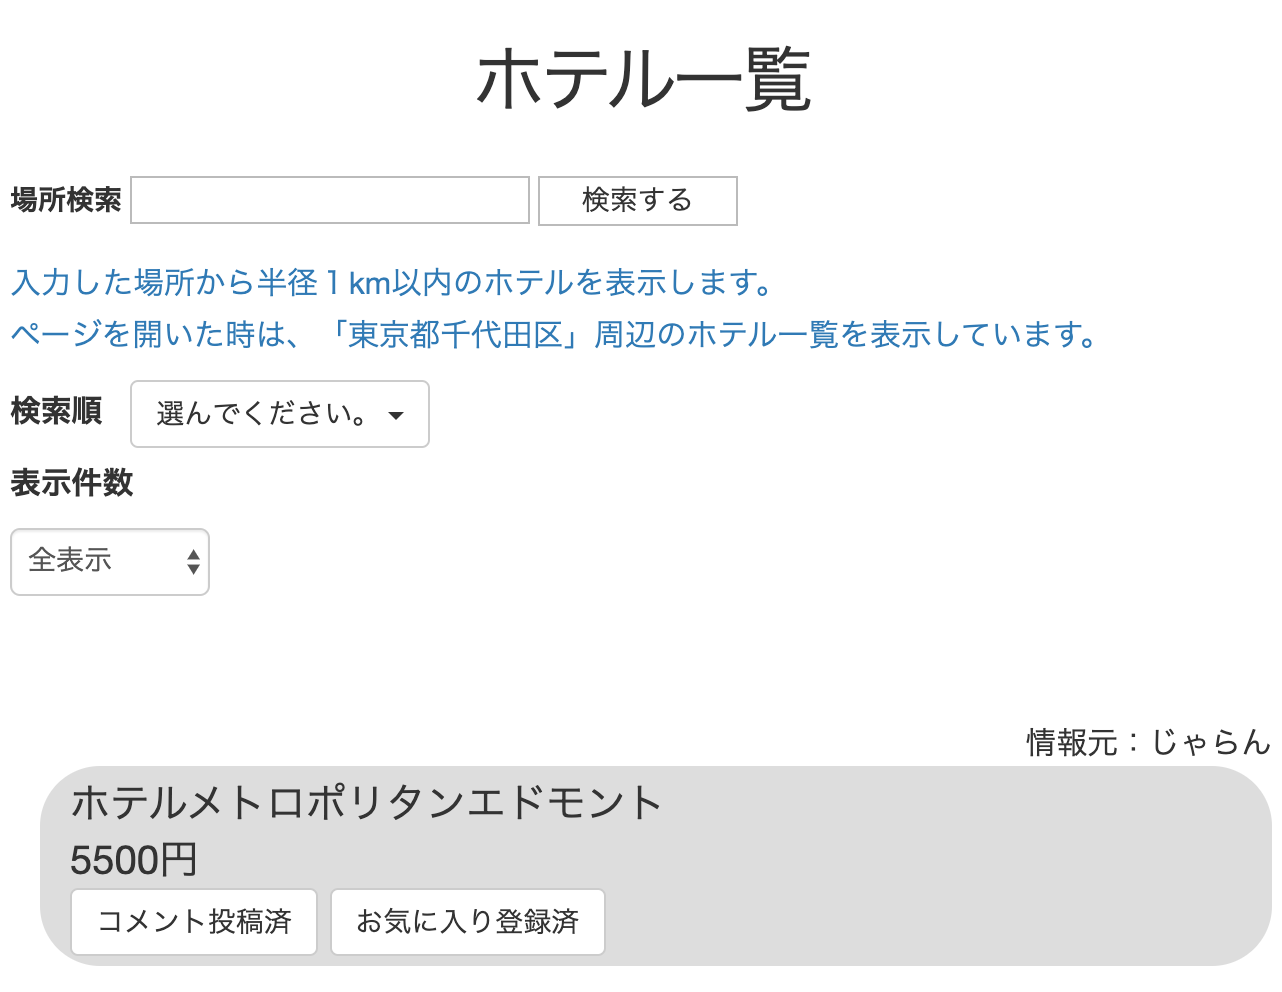 ホテル一覧
場所検索 検索する
入力した場所から半径１km以内のホテルを表示します。
ページを開いた時は、「東京都千代田区」周辺のホテル一覧を表示しています。
検索順 選んでください。
表示件数
全表示
情報元：じゃらん
ホテルメトロポリタンエドモント
5500円
コメント投稿済 お気に入り登録済